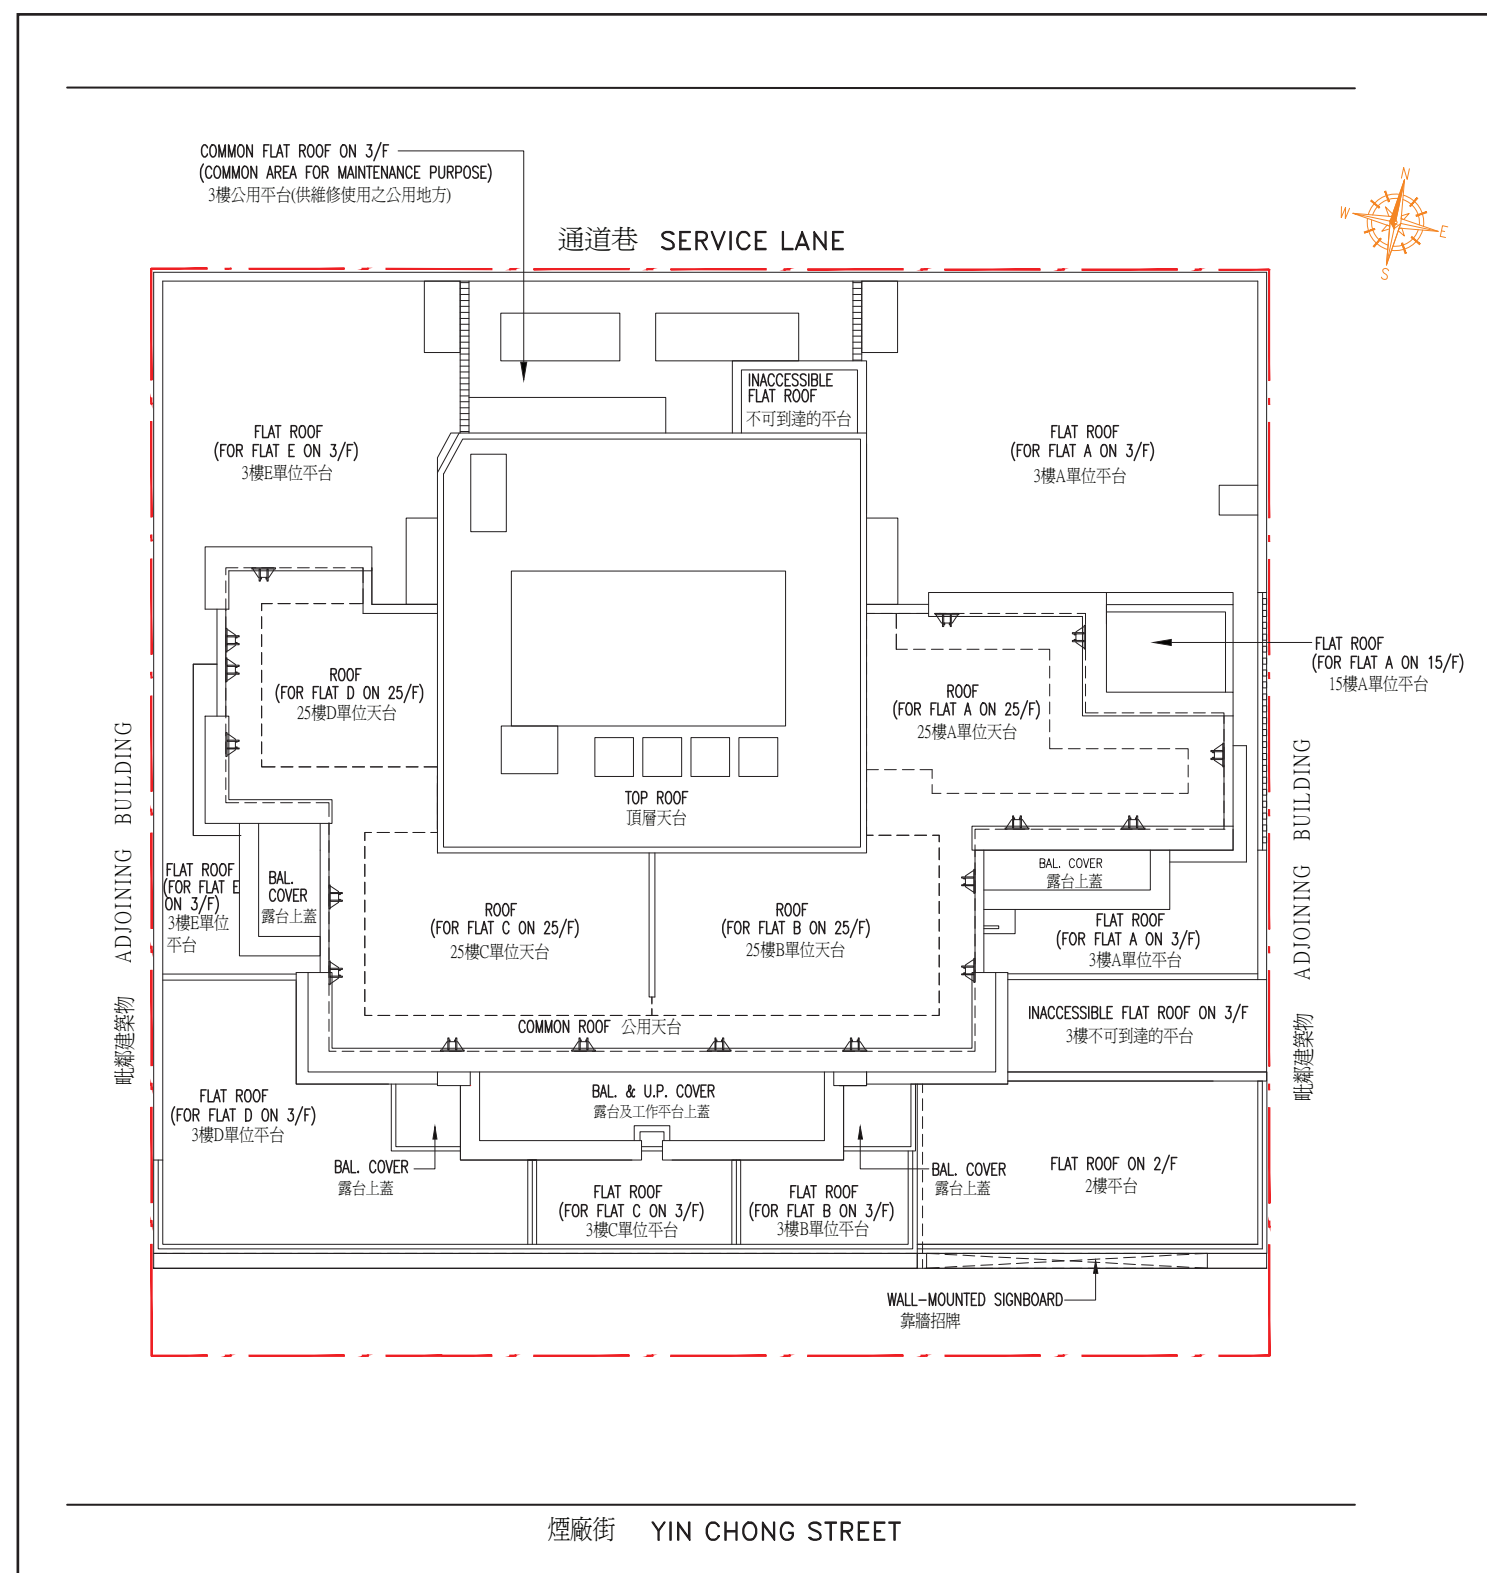 COMMON FLAT ROOF ON 3/F
(COMMON AREA FOR MAINTENANCE PURPOSE)
3樓公用平台(供維修使用之公用地方)
N
W
E
S
通道巷 SERVICE LANE
INACCESSIBLE
FLAT ROOF
不可到達的平台
FLAT ROOF
(FOR FLAT E ON 3/F)
3樓E單位平台
FLAT ROOF
(FOR FLAT A ON 3/F)
3樓A單位平台
FLAT ROOF
(FOR FLAT A ON 15/F)
15樓A單位平台
ROOF
(FOR FLAT D ON 25/F)
25樓D單位天台
ROOF
(FOR FLAT A ON 25/F)
25樓A單位天台
TOP ROOF
頂層天台
ADJOINING BUILDING
毗鄰建築物
ADJOINING BUILDING
毗鄰建築物
FLAT ROOF
(FOR FLAT E
ON 3/F)
3樓E單位
平台
BAL.
COVER
露台上蓋
BAL. COVER
露台上蓋
ROOF
(FOR FLAT C ON 25/F)
25樓C單位天台
ROOF
(FOR FLAT B ON 25/F)
25樓B單位天台
FLAT ROOF
(FOR FLAT A ON 3/F)
3樓A單位平台
COMMON ROOF 公用天台
INACCESSIBLE FLAT ROOF ON 3/F
3樓不可到達的平台
FLAT ROOF
(FOR FLAT D ON 3/F)
3樓D單位平台
BAL. & U.P. COVER
露台及工作平台上蓋
BAL. COVER
露台上蓋
BAL. COVER
露台上蓋
FLAT ROOF ON 2/F
2樓平台
FLAT ROOF
(FOR FLAT C ON 3/F)
3樓C單位平台
FLAT ROOF
(FOR FLAT B ON 3/F)
3樓B單位平台
WALL-MOUNTED SIGNBOARD
靠牆招牌
煙廠街 YIN CHONG STREET